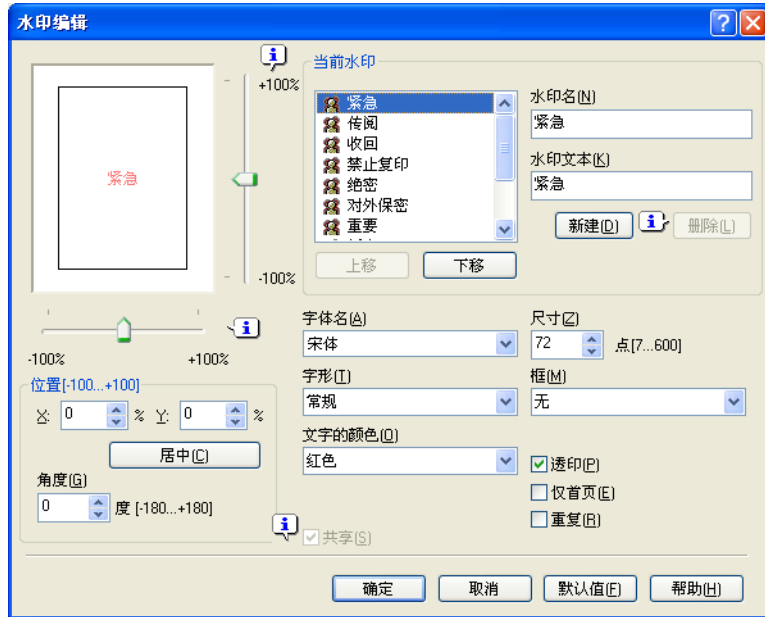 水印编辑
当前水印
+100%
-100%
紧急
-100%
+100%
紧急
传阅
收回
禁止复印
绝密
对外保密
重要
上移
下移
水印名(N)
紧急
水印文本(K)
紧急
新建(D)
删除(L)
位置[-100...+100]
X: 0 % Y: 0 %
居中(C)
角度(G)
0 度 [-180...+180]
字体名(A)
宋体
尺寸(Z)
72 点[7...600]
字形(T)
常规
框(M)
无
文字的颜色(O)
红色
透印(P)
仅首页(E)
重复(R)
共享(S)
确定
取消
默认值(F)
帮助(H)